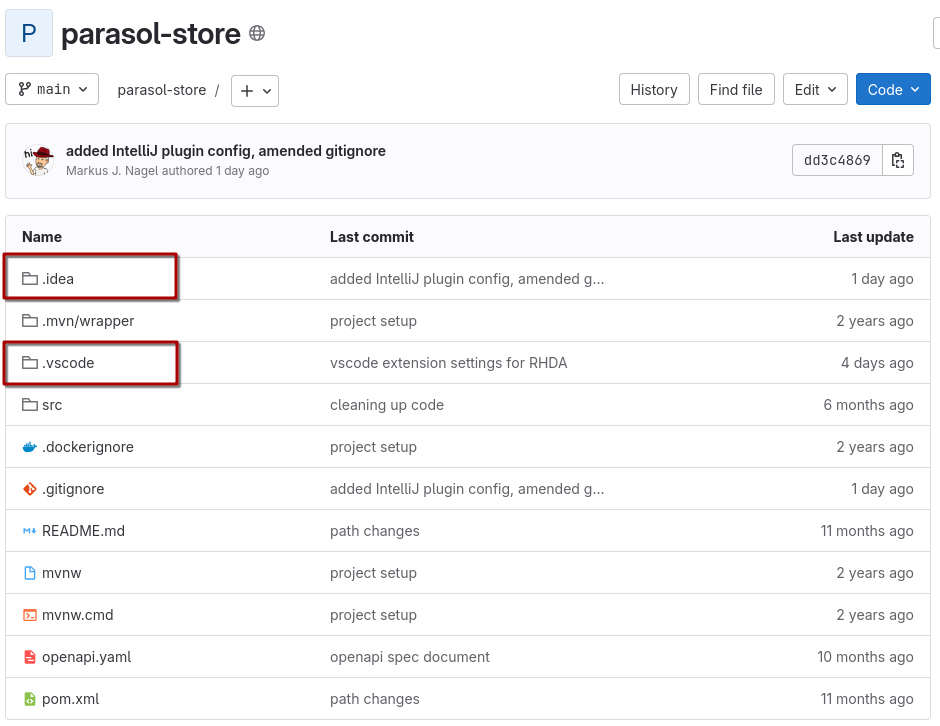 P parasol-store
main parasol-store / History Find file Edit Code
added IntelliJ plugin config, amended gitignore
hi
Markus J. Nagel authored 1 day ago
dd3c4869
Name Last commit Last update
.idea added IntelliJ plugin config, amended g... 1 day ago
.mvn/wrapper project setup 2 years ago
.vscode vscode extension settings for RHDA 4 days ago
src cleaning up code 6 months ago
.dockerignore project setup 2 years ago
.gitignore added IntelliJ plugin config, amended g... 1 day ago
M README.md path changes 11 months ago
mvnw project setup 2 years ago
mvnw.cmd project setup 2 years ago
openapi.yaml openapi spec document 10 months ago
pom.xml path changes 11 months ago